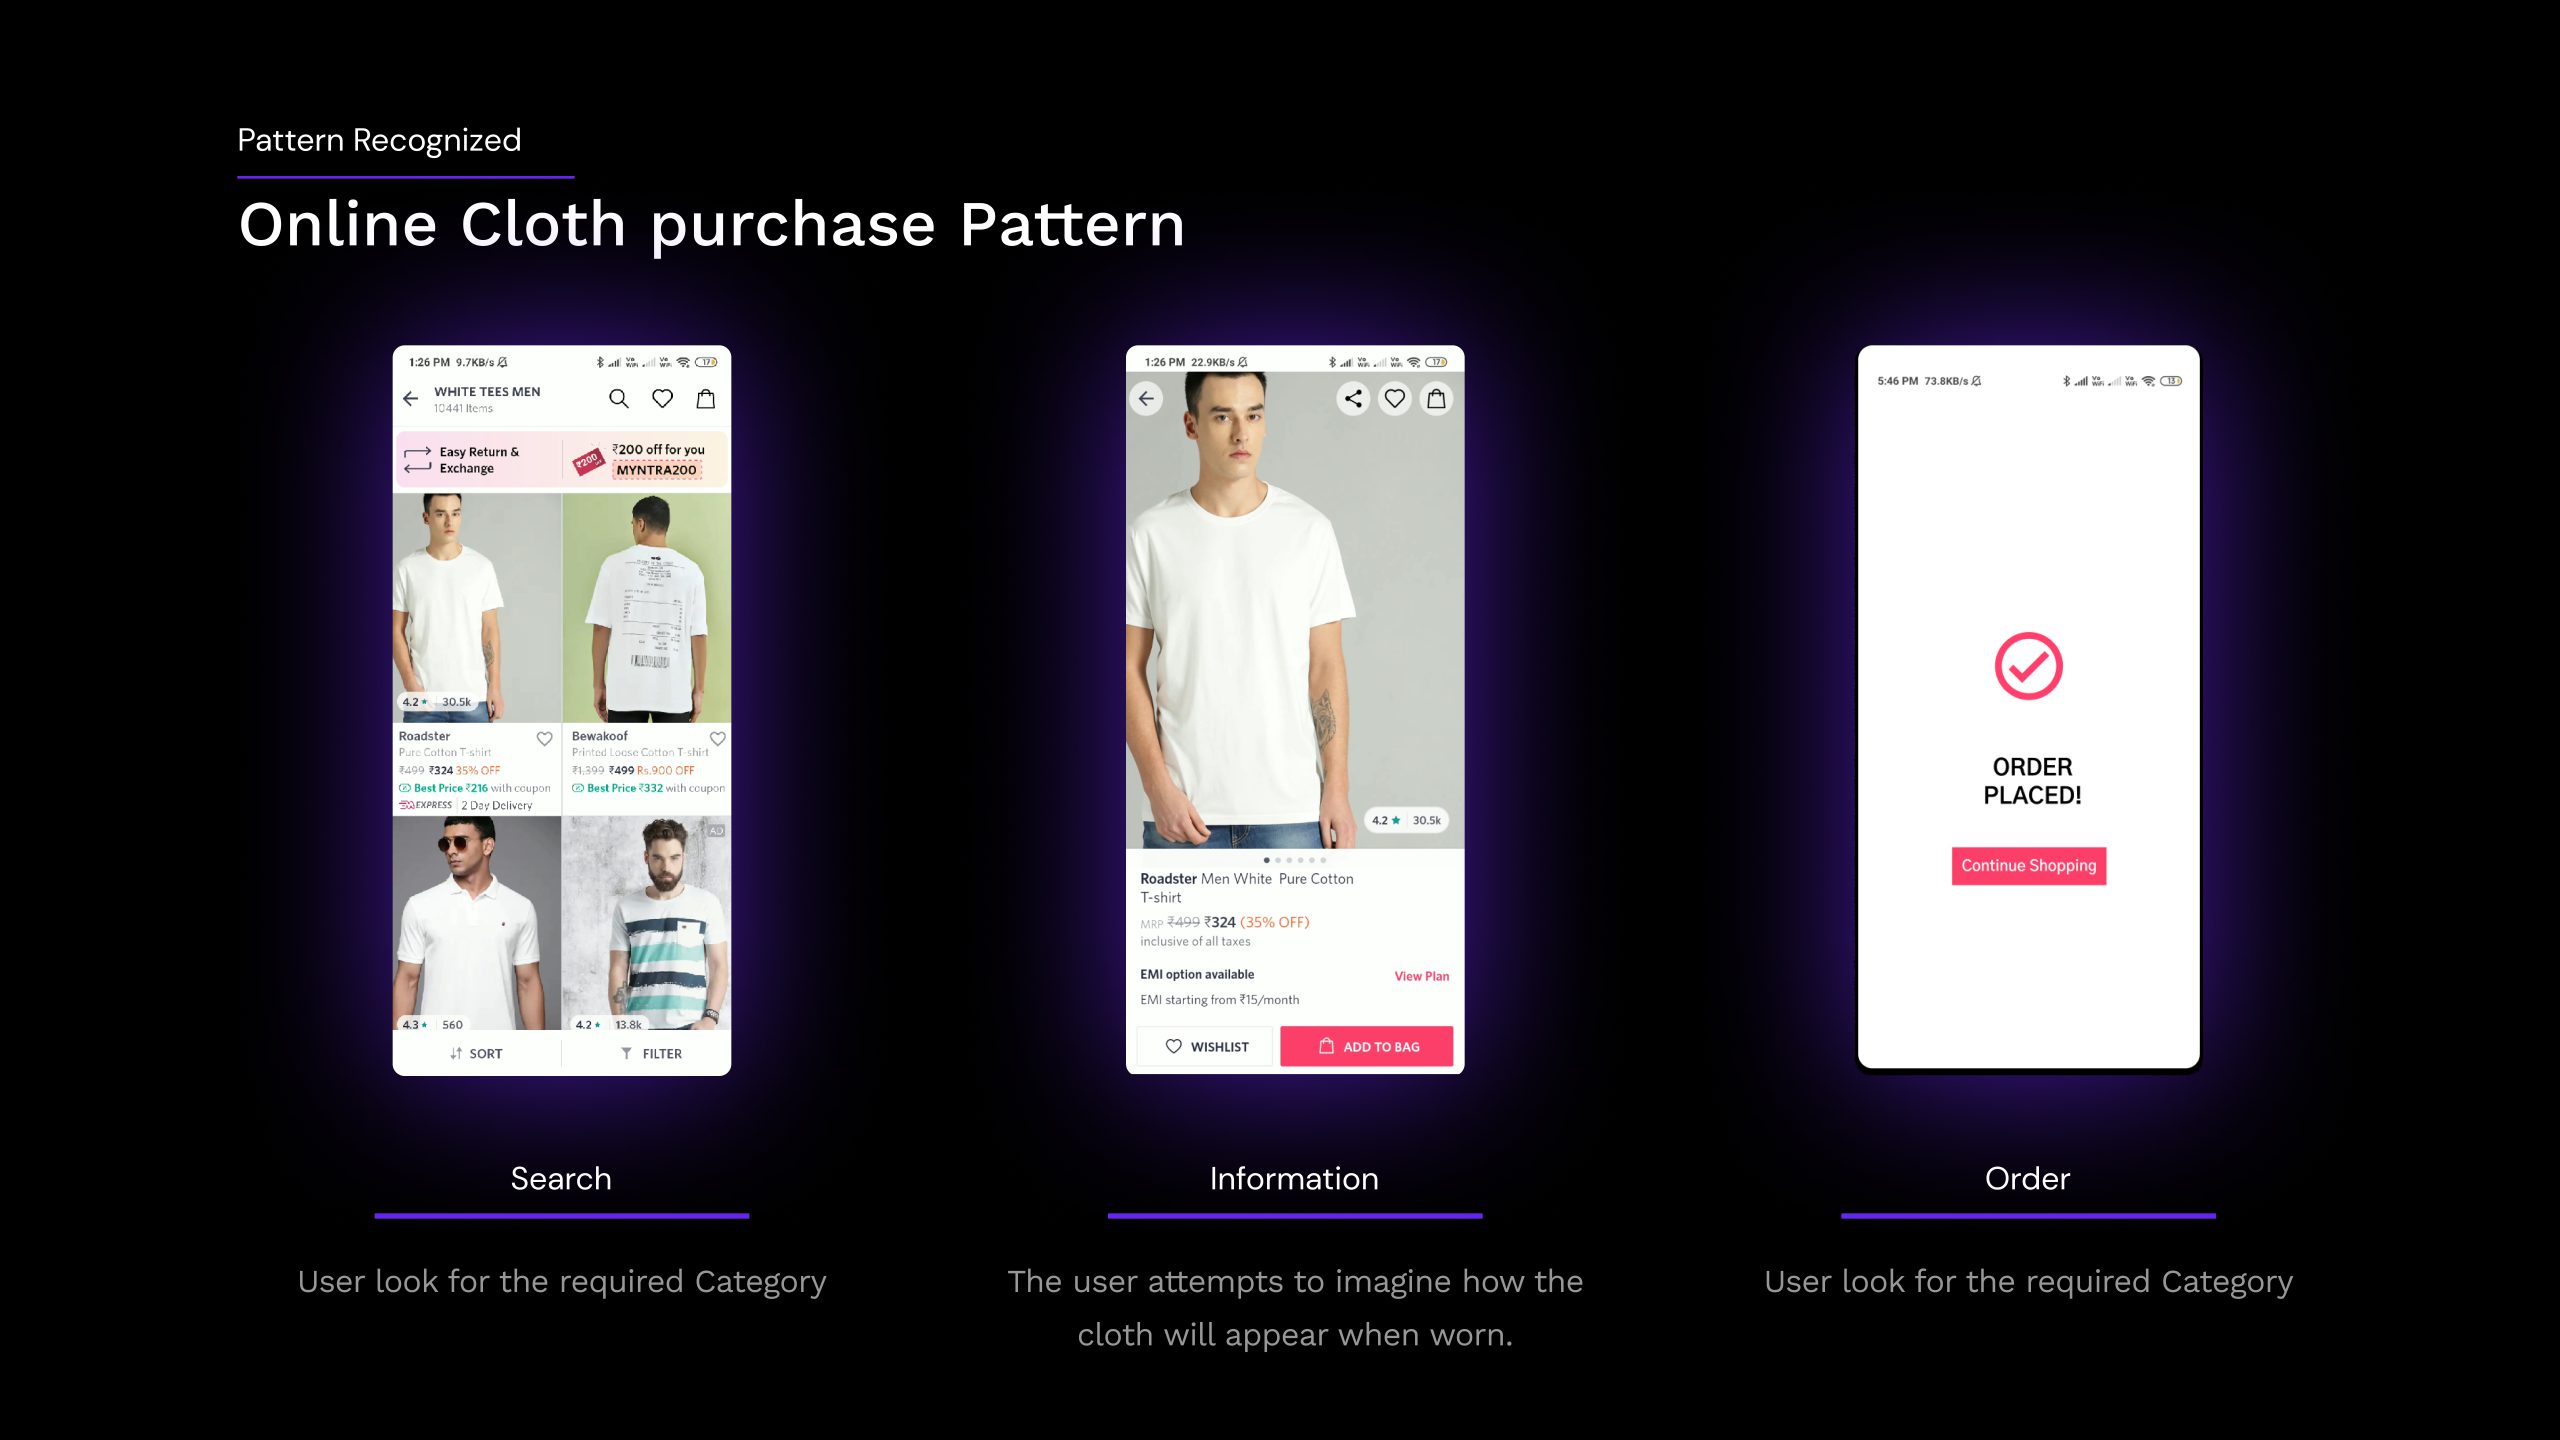 Pattern Recognized
Online Cloth purchase Pattern
1:26 PM 9.7KB/s
17
WHITE TEES MEN
10441 Items
Easy Return &
Exchange
₹200
₹200 off for you
MYNTRA200
4.2 ★ | 30.5k
Roadster
Pure Cotton T-shirt
₹499 ₹324 35% OFF
Best Price ₹216 with coupon
EXPRESS | 2 Day Delivery
Bewakoof
Printed Loose Cotton T-shirt
₹1,399 ₹499 Rs.900 OFF
Best Price ₹332 with coupon
AD
4.3 ★ | 560
4.2 ★ | 13.8k
SORT
FILTER
1:26 PM 22.9KB/s
17
4.2 ★ | 30.5k
Roadster Men White Pure Cotton
T-shirt
MRP ₹499 ₹324 (35% OFF)
inclusive of all taxes
EMI option available
View Plan
EMI starting from ₹15/month
WISHLIST
ADD TO BAG
5:46 PM 73.8KB/s
13
ORDER
PLACED!
Continue Shopping
Search
User look for the required Category
Information
The user attempts to imagine how the
cloth will appear when worn.
Order
User look for the required Category